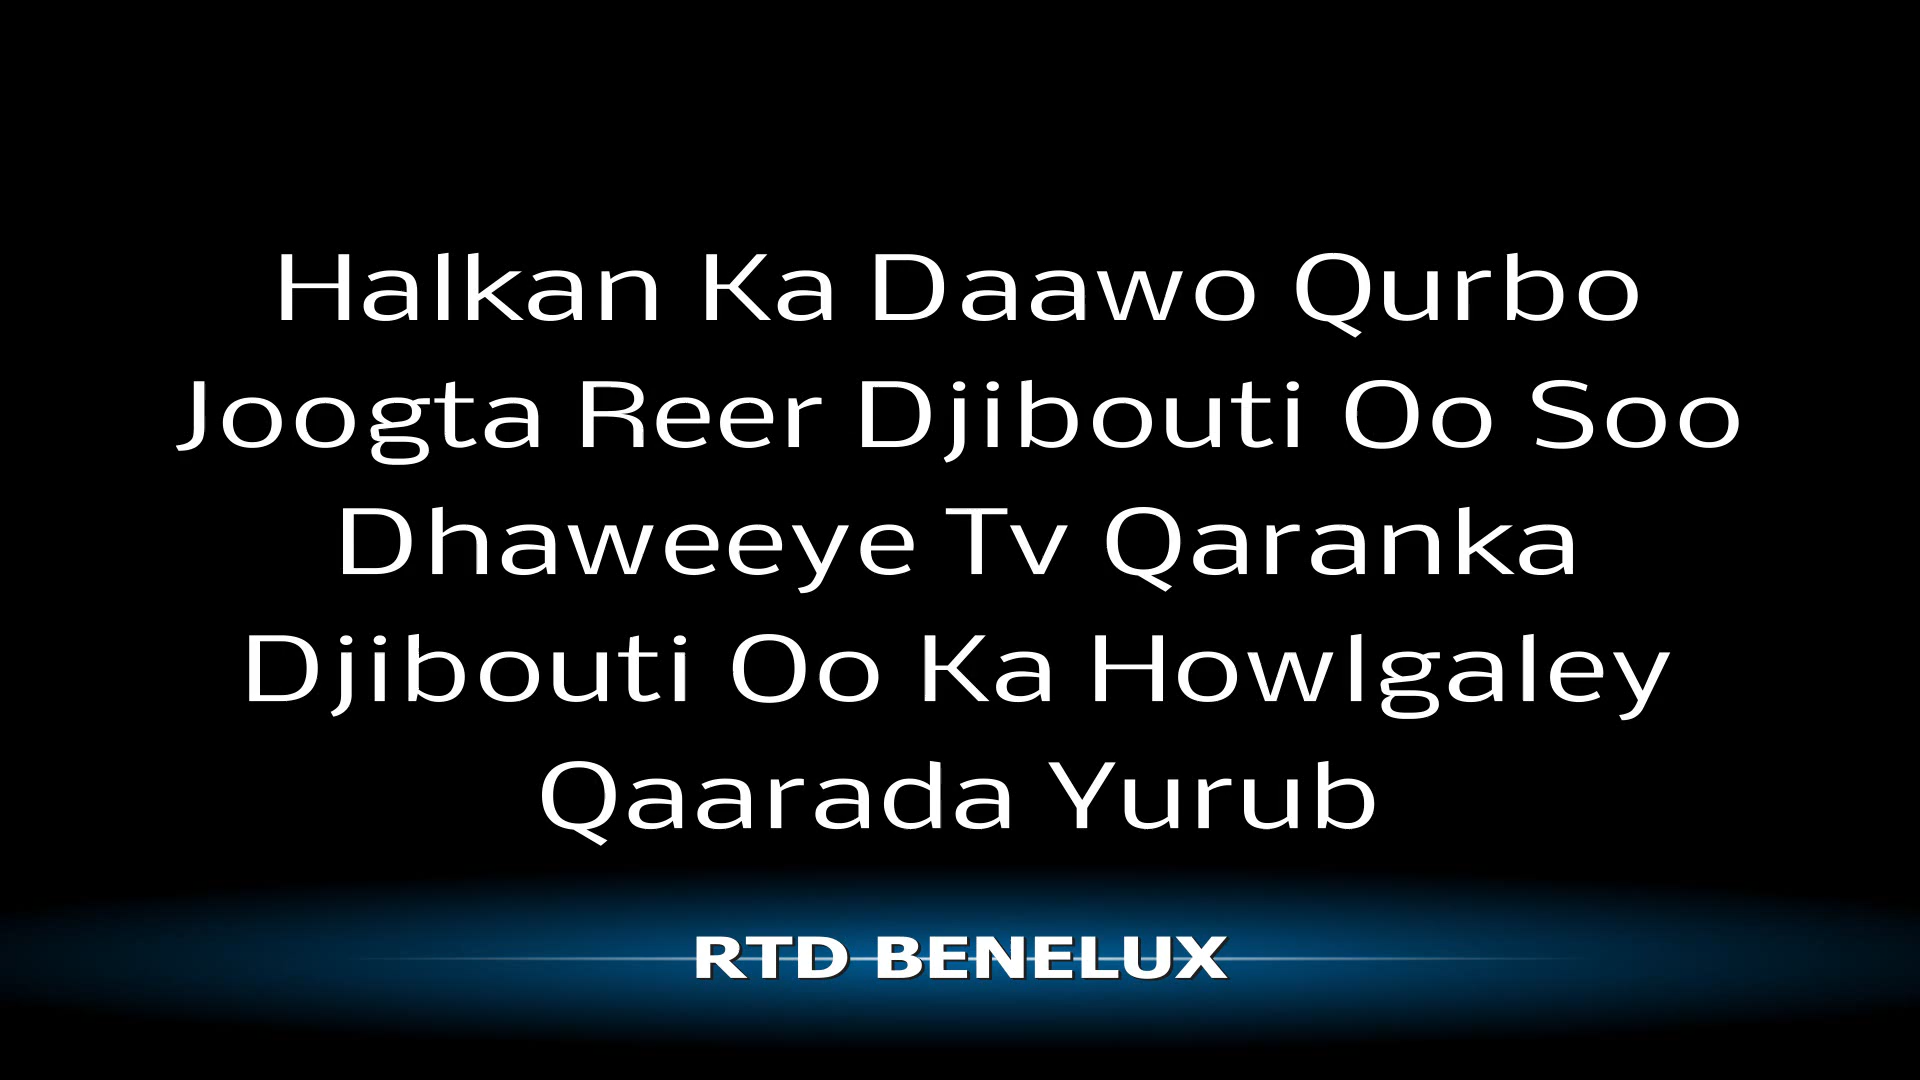 Halkan Ka Daawo Qurbo
Joogta Reer Djibouti Oo Soo
Dhaweeye Tv Qaranka
Djibouti Oo Ka Howlgaley
Qaarada Yurub
RTD BENELUX